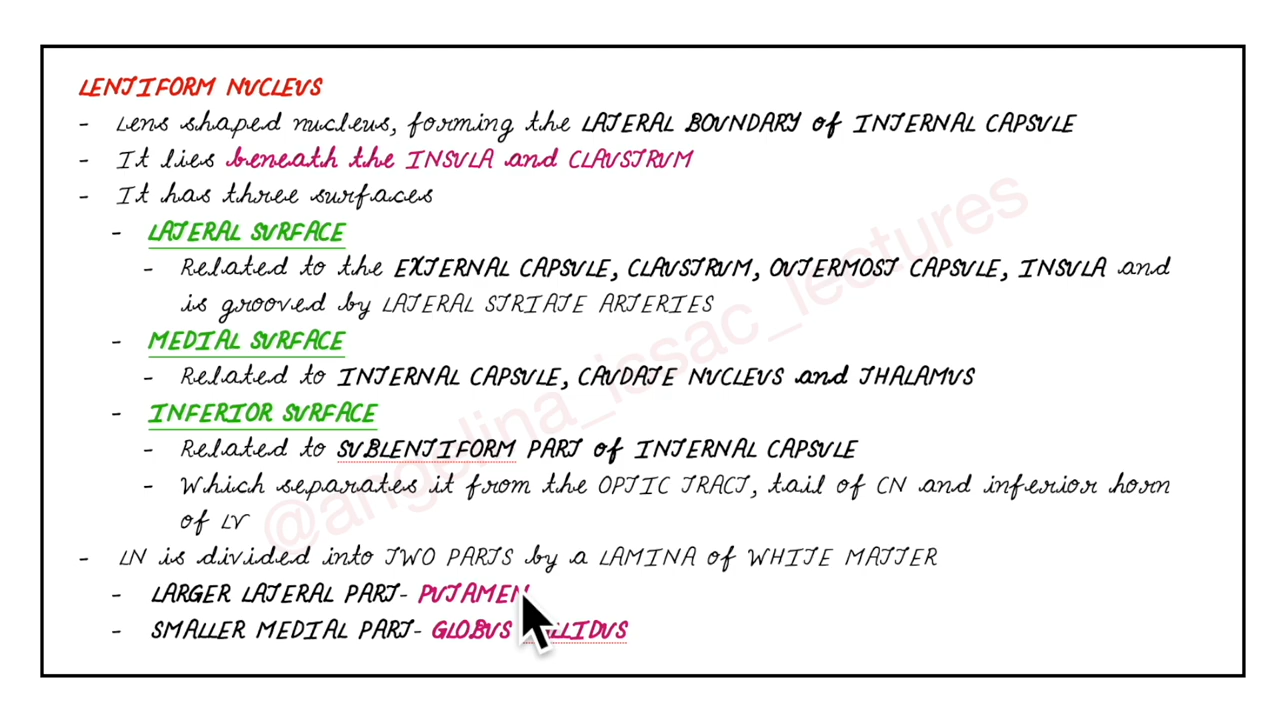 LENTIFORM NUCLEUS
- Lens shaped nucleus, forming the LATERAL BOUNDARY of INTERNAL CAPSULE
- It lies beneath the INSULA and CLAUSTRUM
- It has three surfaces
- LATERAL SURFACE
- Related to the EXTERNAL CAPSULE, CLAUSTRUM, OUTERMOST CAPSULE, INSULA and
is grooved by LATERAL STRIATE ARTERIES
- MEDIAL SURFACE
- Related to INTERNAL CAPSULE, CAUDATE NUCLEUS and THALAMUS
- INFERIOR SURFACE
- Related to SUBLENTIFORM PART of INTERNAL CAPSULE
- Which separates it from the OPTIC TRACT, tail of CN and inferior horn
of LV
- LN is divided into TWO PARTS by a LAMINA of WHITE MATTER
- LARGER LATERAL PART- PUTAMEN
- SMALLER MEDIAL PART- GLOBUS PALLIDUS
@angelina_issac_lectures